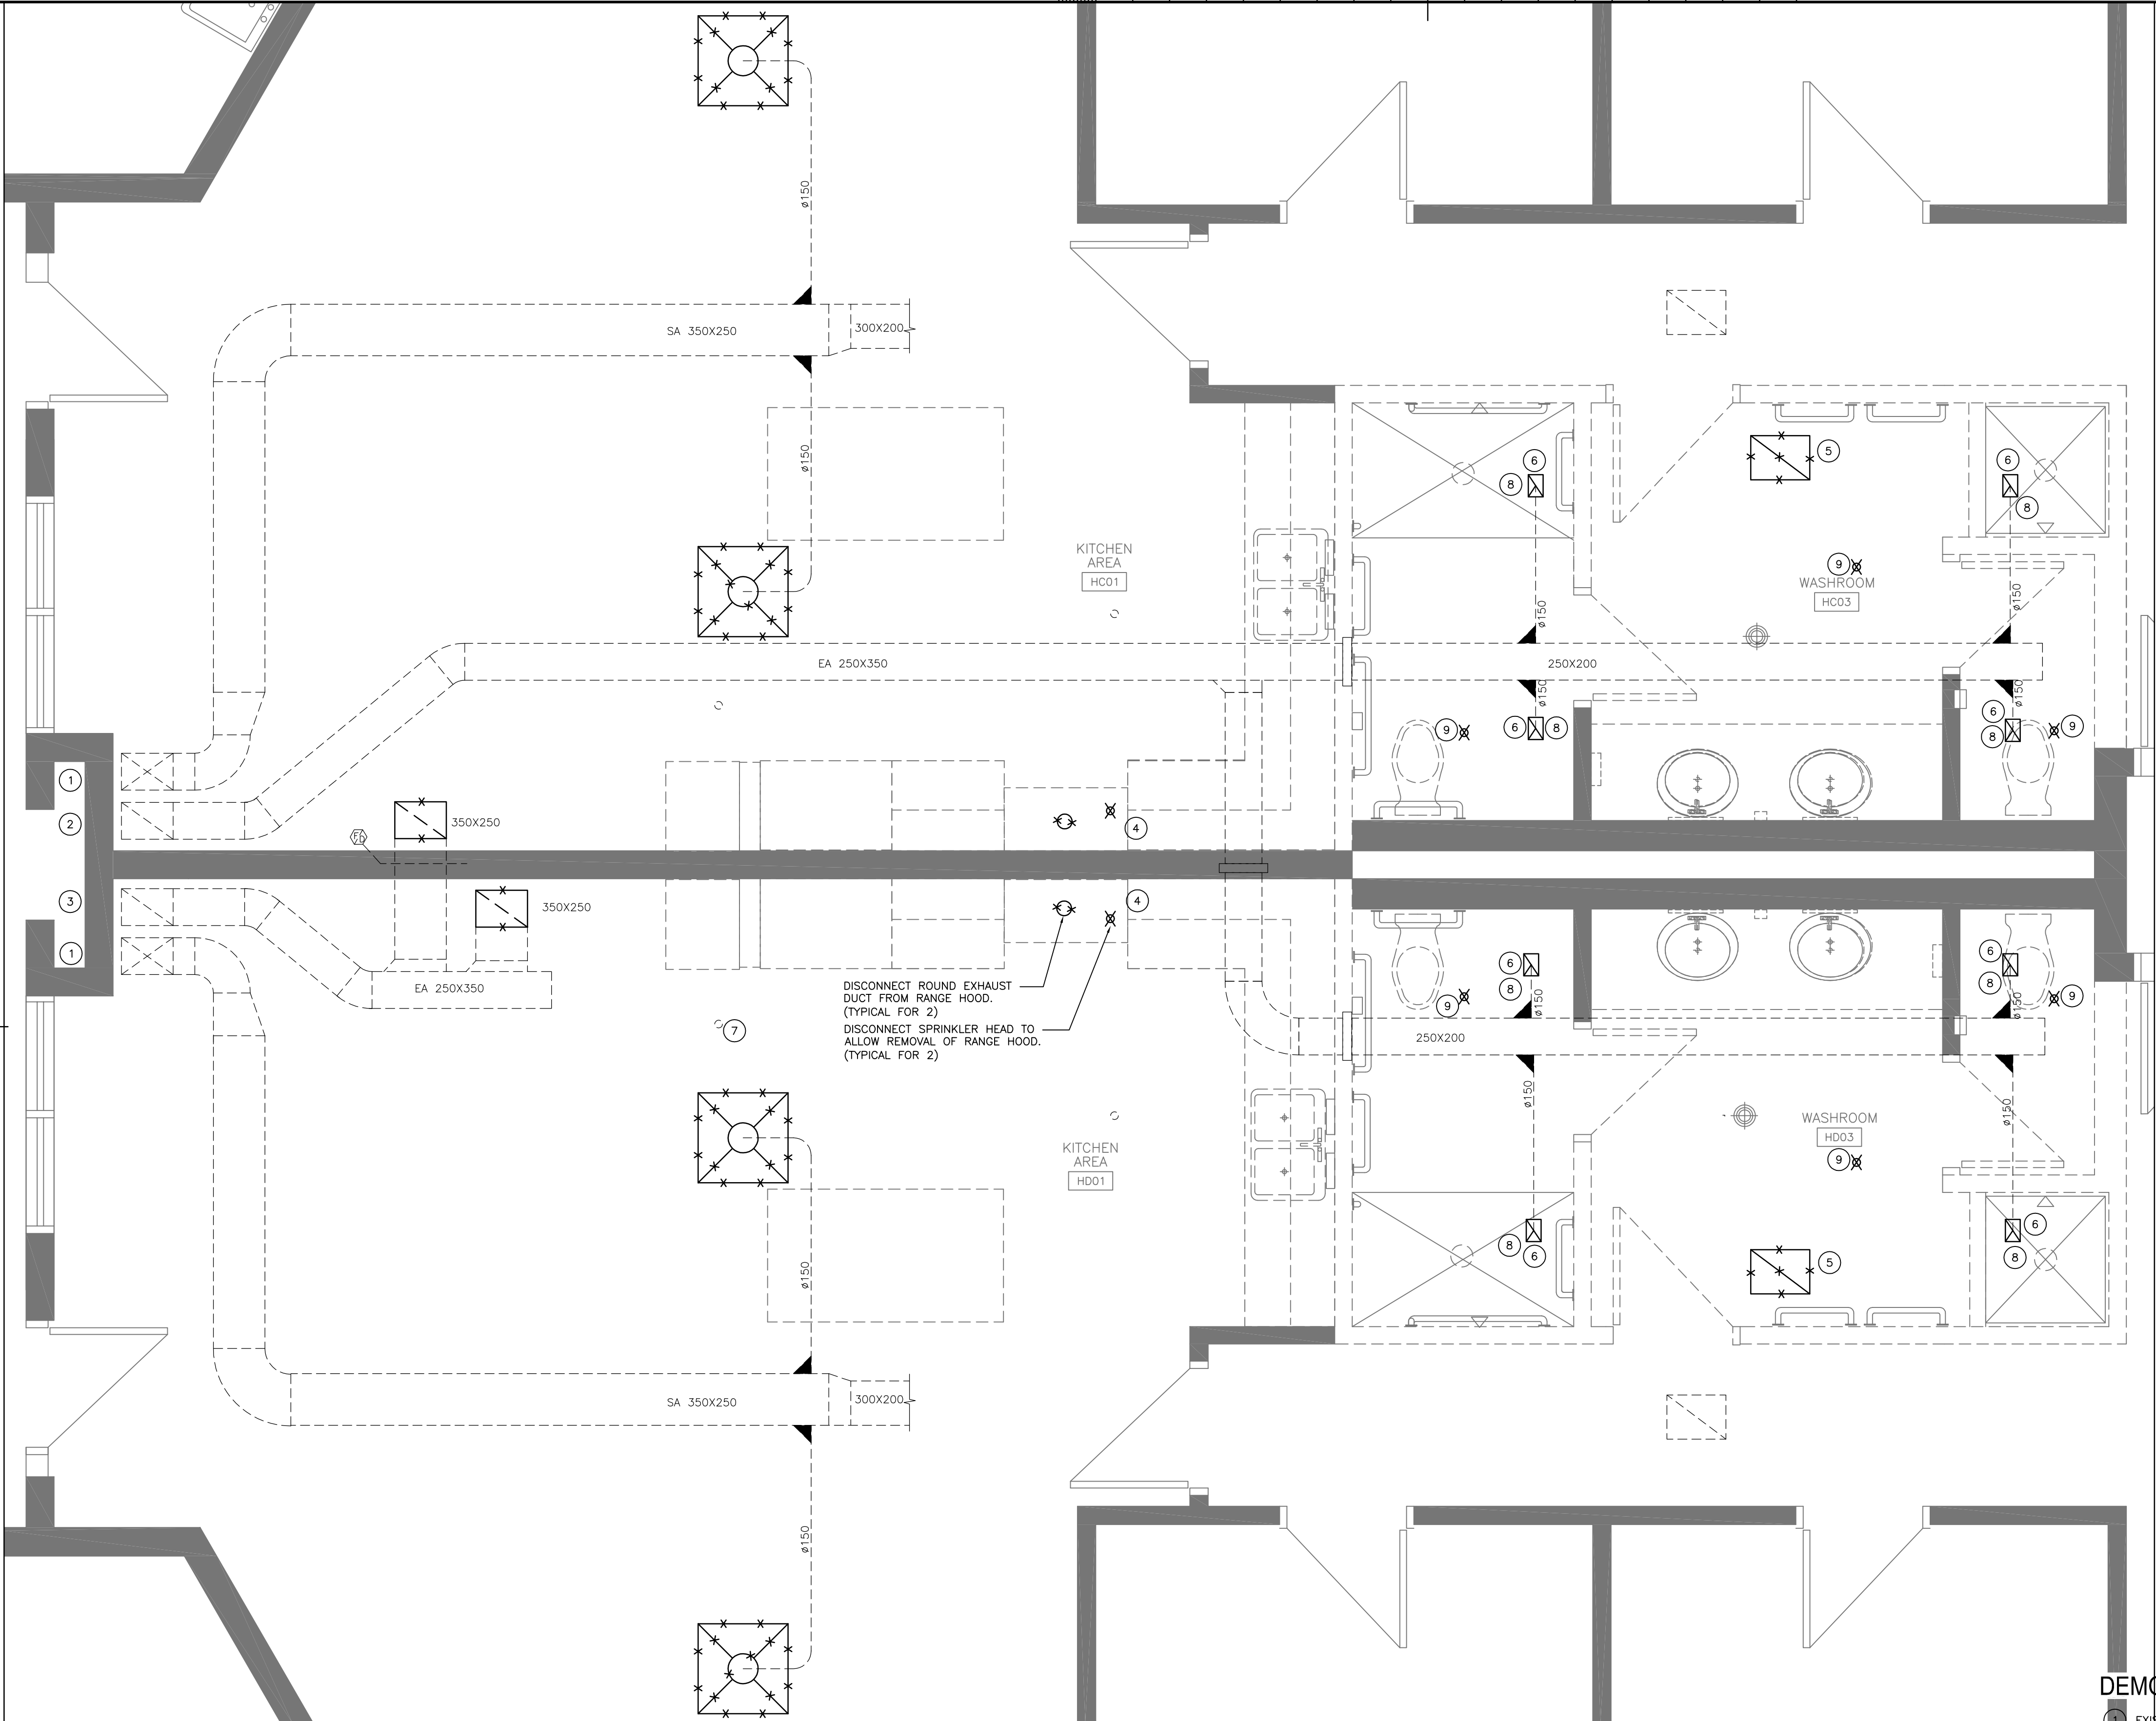 ø150
SA 350X250
300X200
ø150
6
5
6
8
8
KITCHEN
AREA
HC01
9
WASHROOM
HC03
ø150
ø150
EA 250X350
250X200
ø150
ø150
9
6
8
6
8
9
1
2
350X250
4
FD
3
350X250
4
1
EA 250X350
DISCONNECT ROUND EXHAUST
DUCT FROM RANGE HOOD.
(TYPICAL FOR 2)
DISCONNECT SPRINKLER HEAD TO
ALLOW REMOVAL OF RANGE HOOD.
(TYPICAL FOR 2)
7
6
8
9
ø150
6
8
9
ø150
250X200
ø150
ø150
KITCHEN
AREA
HD01
WASHROOM
HD03
9
8
6
6
8
5
ø150
SA 350X250
300X200
ø150
DEMO
1